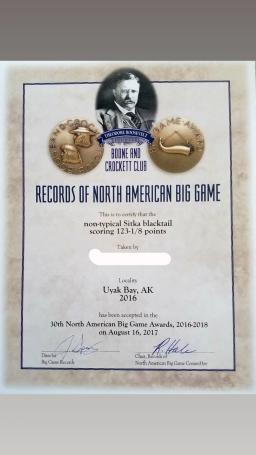 THEODORE ROOSEVELT
BOONE AND
CROCKETT CLUB
RECORDS OF NORTH AMERICAN BIG GAME
This is to certify that the
non-typical Sitka blacktail
scoring 123-1/8 points
Taken by
Locality
Uyak Bay, AK
2016
has been accepted in the
30th North American Big Game Awards, 2016-2018
on August 16, 2017
Director
Big Game Records
Chair, Records of
North American Big Game Committee